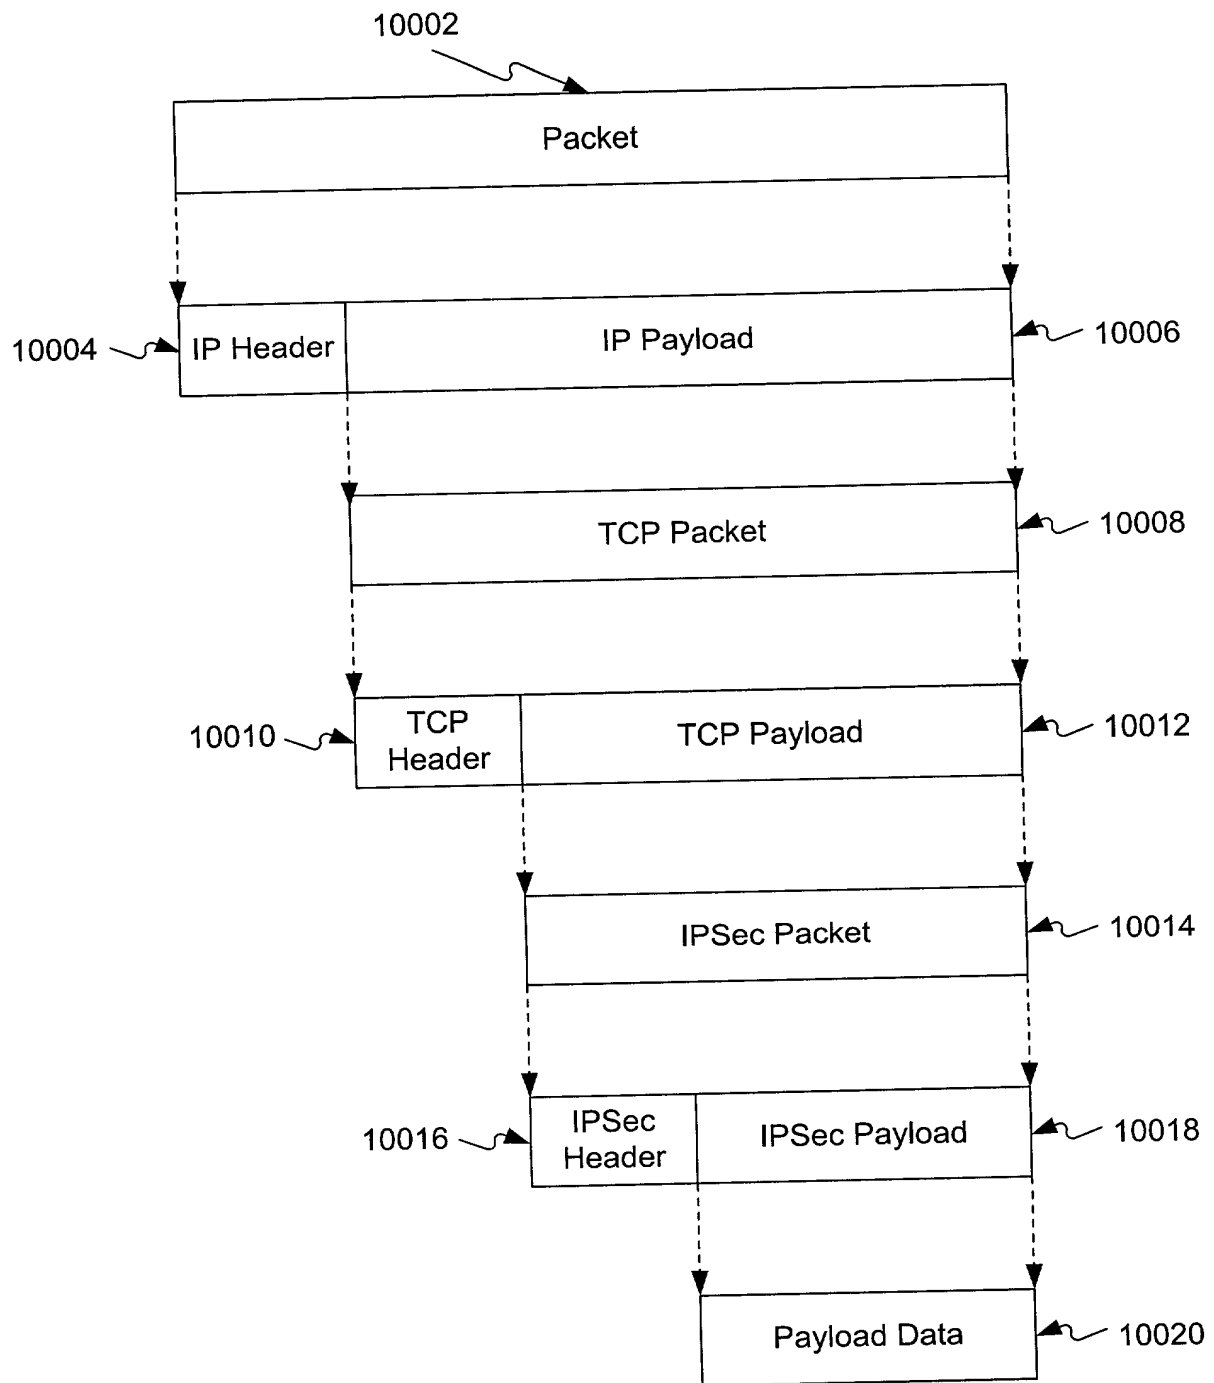 10002
Packet
10004
IP Header
IP Payload
10006
TCP Packet
10008
10010
TCP
Header
TCP Payload
10012
IPSec Packet
10014
10016
IPSec
Header
IPSec Payload
10018
Payload Data
10020